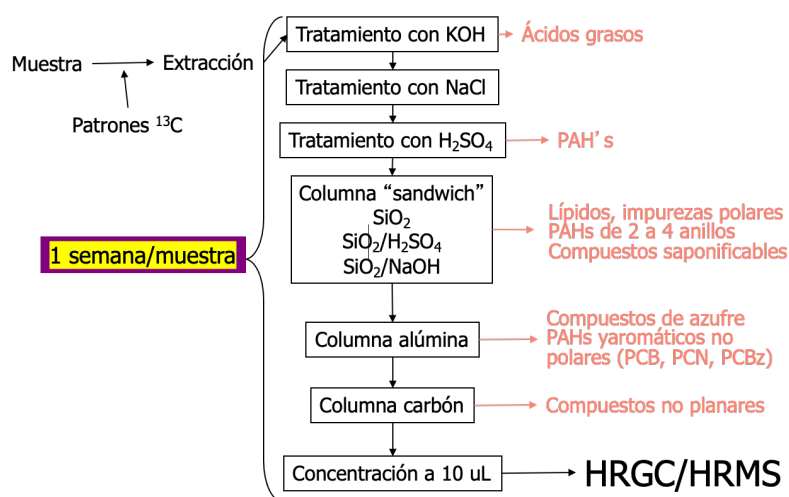 Muestra
Extracción
Patrones ¹³C
1 semana/muestra
Tratamiento con KOH
Ácidos grasos
Tratamiento con NaCl
Tratamiento con H₂SO₄
PAH’s
Columna “sandwich”
SiO₂
SiO₂/H₂SO₄
SiO₂/NaOH
Lípidos, impurezas polares
PAHs de 2 a 4 anillos
Compuestos saponificables
Columna alúmina
Compuestos de azufre
PAHs yaromáticos no
polares (PCB, PCN, PCBz)
Columna carbón
Compuestos no planares
Concentración a 10 uL
HRGC/HRMS